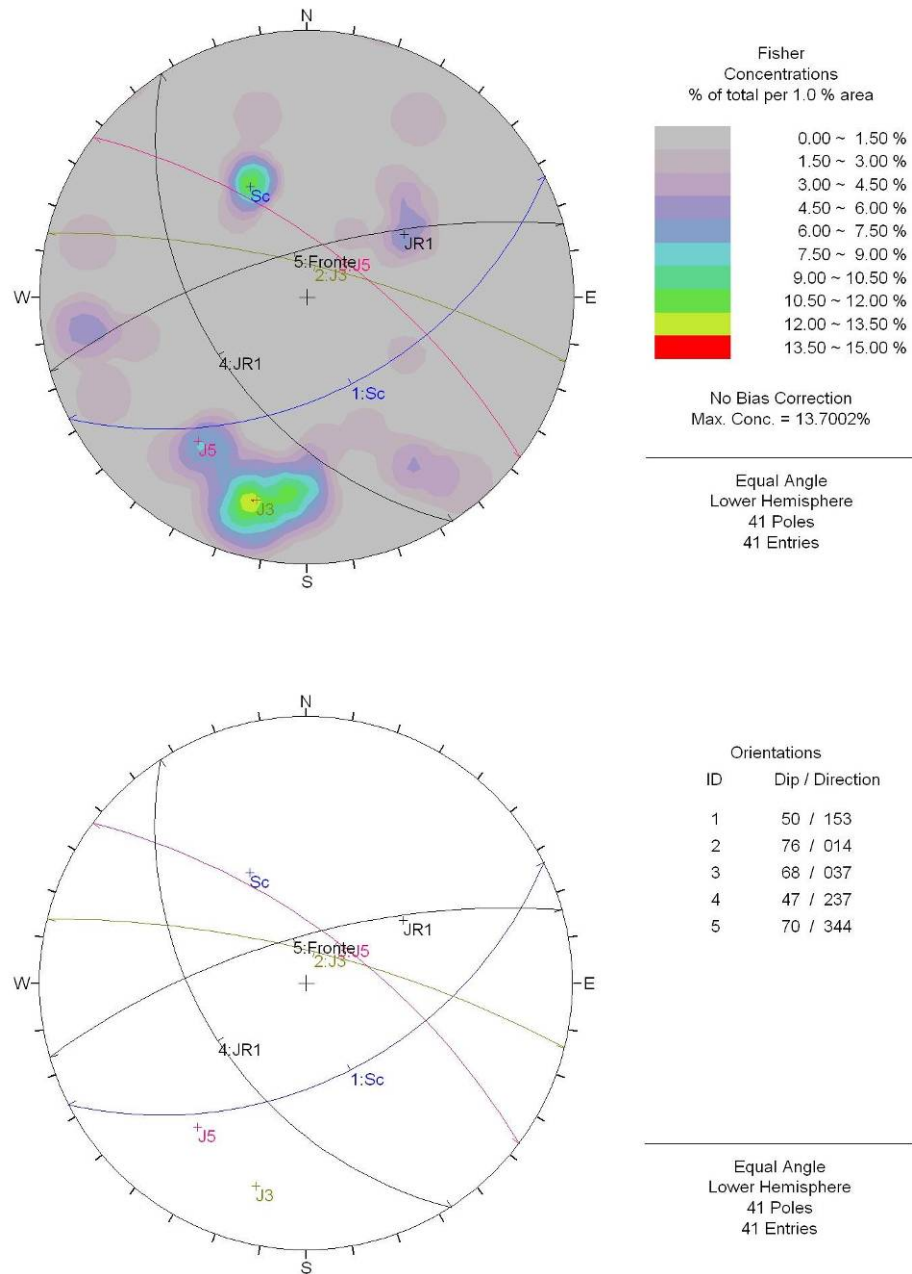 N
W
E
S
Sc
JR1
5:Fronte
2:J3
J5
4:JR1
1:Sc
J5
J3
Fisher
Concentrations
% of total per 1.0 % area
0.00 ~ 1.50 %
1.50 ~ 3.00 %
3.00 ~ 4.50 %
4.50 ~ 6.00 %
6.00 ~ 7.50 %
7.50 ~ 9.00 %
9.00 ~ 10.50 %
10.50 ~ 12.00 %
12.00 ~ 13.50 %
13.50 ~ 15.00 %
No Bias Correction
Max. Conc. = 13.7002%
Equal Angle
Lower Hemisphere
41 Poles
41 Entries
N
W
E
S
Sc
JR1
5:Fronte
2:J3
J5
4:JR1
1:Sc
J5
J3
Orientations
ID Dip / Direction
1 50 / 153
2 76 / 014
3 68 / 037
4 47 / 237
5 70 / 344
Equal Angle
Lower Hemisphere
41 Poles
41 Entries